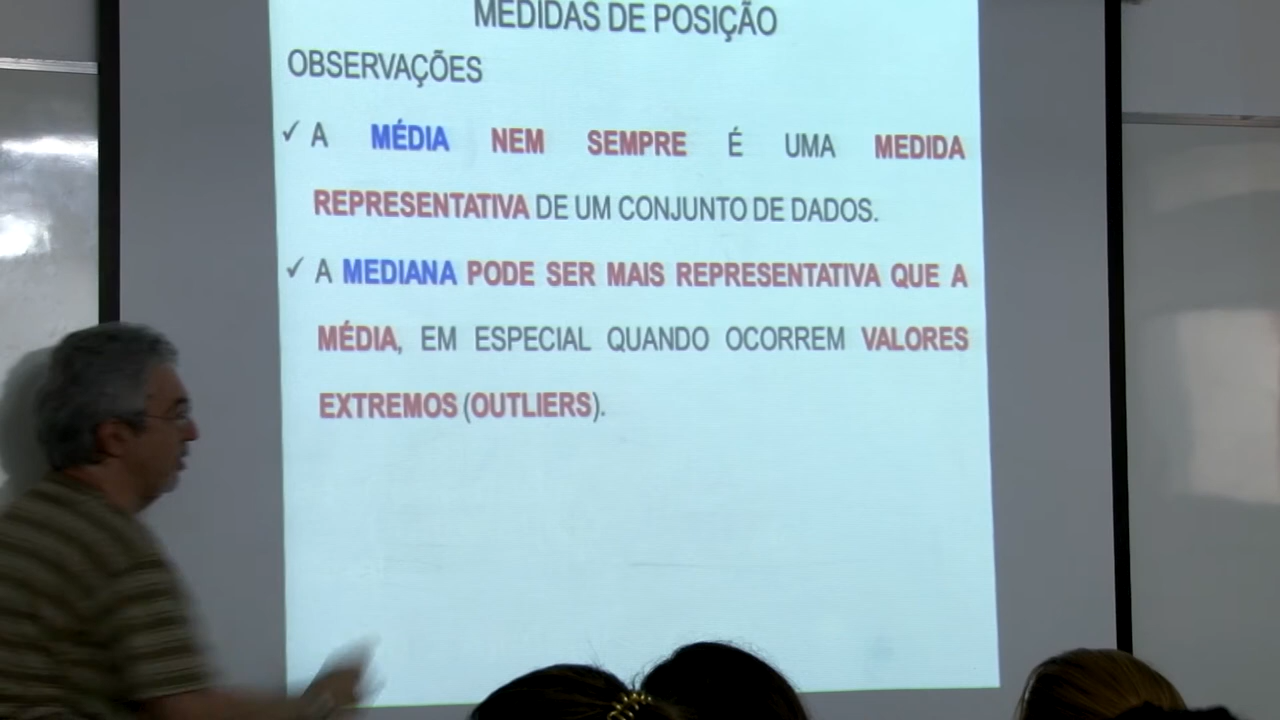 MEDIDAS DE POSIÇÃO
OBSERVAÇÕES
✓ A MÉDIA NEM SEMPRE É UMA MEDIDA
REPRESENTATIVA DE UM CONJUNTO DE DADOS.
✓ A MEDIANA PODE SER MAIS REPRESENTATIVA QUE A
MÉDIA, EM ESPECIAL QUANDO OCORREM VALORES
EXTREMOS (OUTLIERS).